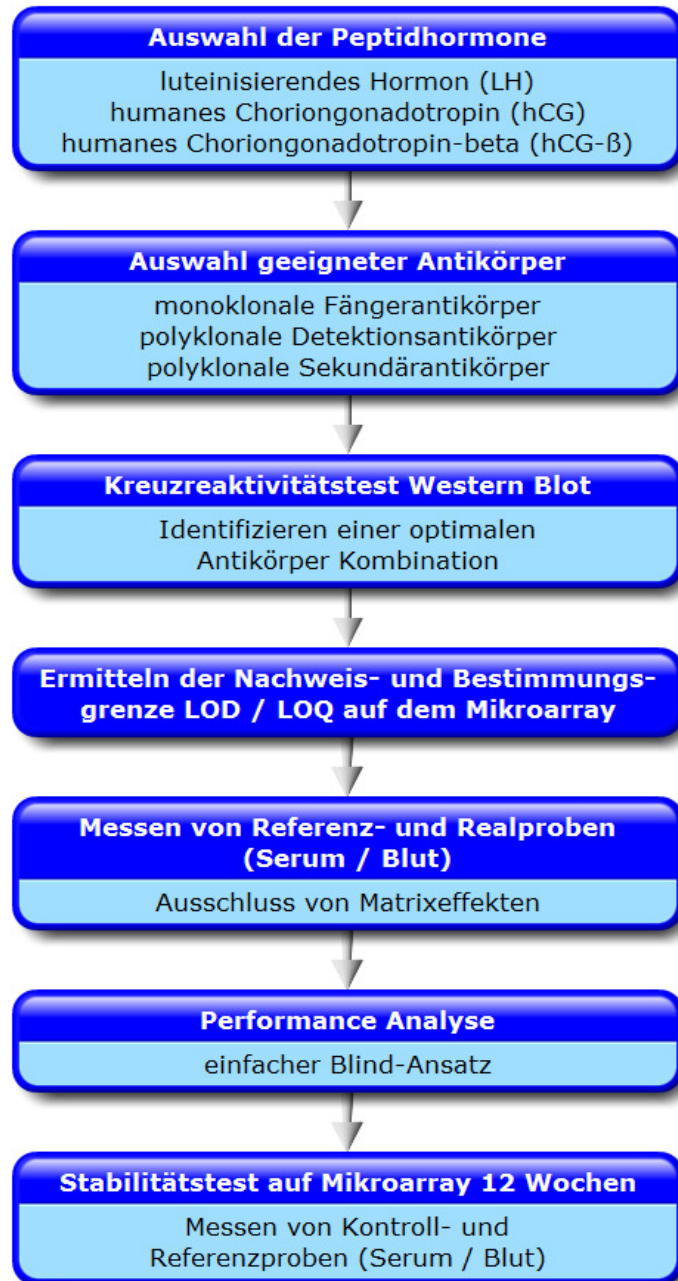 Auswahl der Peptidhormone
luteinisierendes Hormon (LH)
humanes Choriongonadotropin (hCG)
humanes Choriongonadotropin-beta (hCG-ß)
Auswahl geeigneter Antikörper
monoklonale Fängerantikörper
polyklonale Detektionsantikörper
polyklonale Sekundärantikörper
Kreuzreaktivitätstest Western Blot
Identifizieren einer optimalen
Antikörper Kombination
Ermitteln der Nachweis- und Bestimmungs-
grenze LOD / LOQ auf dem Mikroarray
Messen von Referenz- und Realproben
(Serum / Blut)
Ausschluss von Matrixeffekten
Performance Analyse
einfacher Blind-Ansatz
Stabilitätstest auf Mikroarray 12 Wochen
Messen von Kontroll- und
Referenzproben (Serum / Blut)